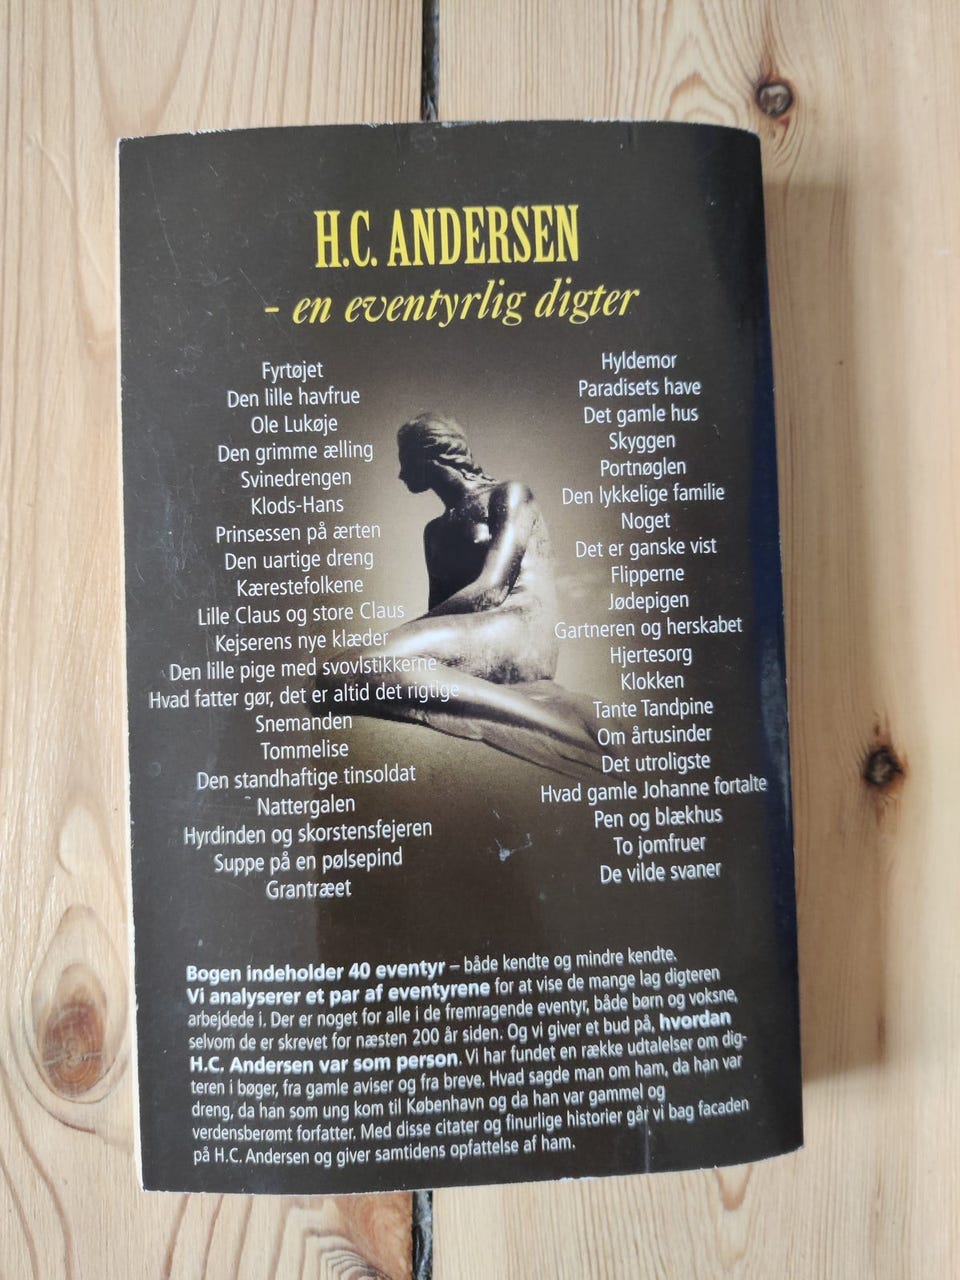 H.C. ANDERSEN
- en eventyrlig digter
Fyrtøjet
Den lille havfrue
Ole Lukøje
Den grimme ælling
Svinedrengen
Klods-Hans
Prinsessen på ærten
Den uartige dreng
Kærestefolkene
Lille Claus og store Claus
Kejserens nye klæder
Den lille pige med svovlstikkerne
Hvad fatter gør, det er altid det rigtige
Snemanden
Tommelise
Den standhaftige tinsoldat
Nattergalen
Hyrdinden og skorstensfejeren
Suppe på en pølsepind
Grantræet
Hyldemor
Paradisets have
Det gamle hus
Skyggen
Portnøglen
Den lykkelige familie
Noget
Det er ganske vist
Flipperne
Jødepigen
Gartneren og herskabet
Hjertesorg
Klokken
Tante Tandpine
Om årtusinder
Det utroligste
Hvad gamle Johanne fortalte
Pen og blækhus
To jomfruer
De vilde svaner
Bogen indeholder 40 eventyr – både kendte og mindre kendte.
Vi analyserer et par af eventyrene for at vise de mange lag digteren
arbejdede i. Der er noget for alle i de fremragende eventyr, både børn og voksne,
selvom de er skrevet for næsten 200 år siden. Og vi giver et bud på, hvordan
H.C. Andersen var som person. Vi har fundet en række udtalelser om dig-
teren i bøger, fra gamle aviser og fra breve. Hvad sagde man om ham, da han var
dreng, da han som ung kom til København og da han var gammel og
verdensberømt forfatter. Med disse citater og finurlige historier går vi bag facaden
på H.C. Andersen og giver samtidens opfattelse af ham.